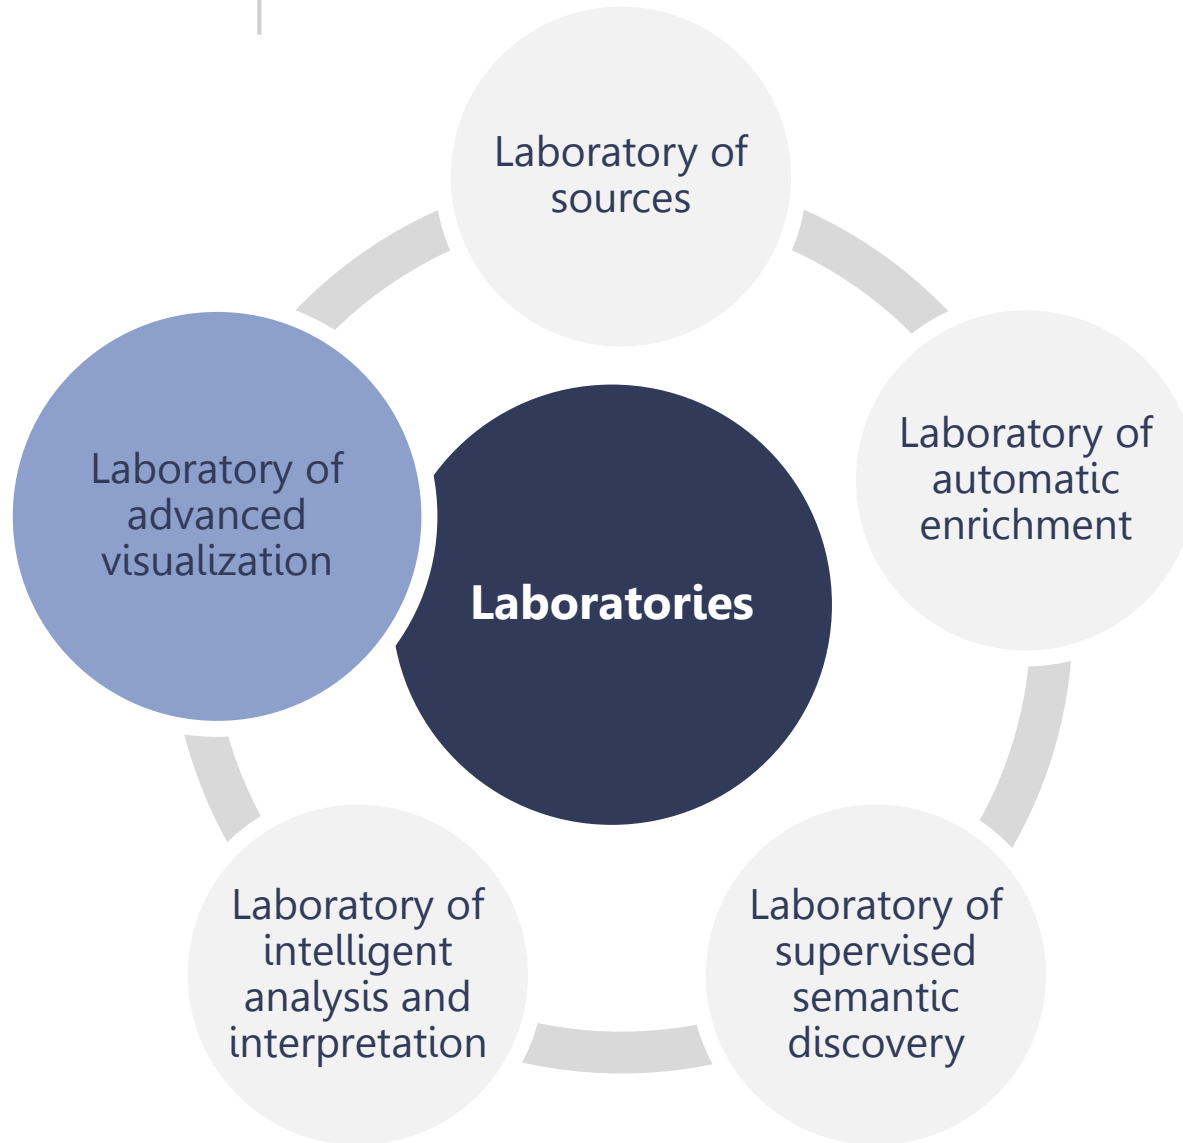 Laboratory of
sources
Laboratory of
automatic
enrichment
Laboratory of
advanced
visualization
Laboratories
Laboratory of
intelligent
analysis and
interpretation
Laboratory of
supervised
semantic
discovery